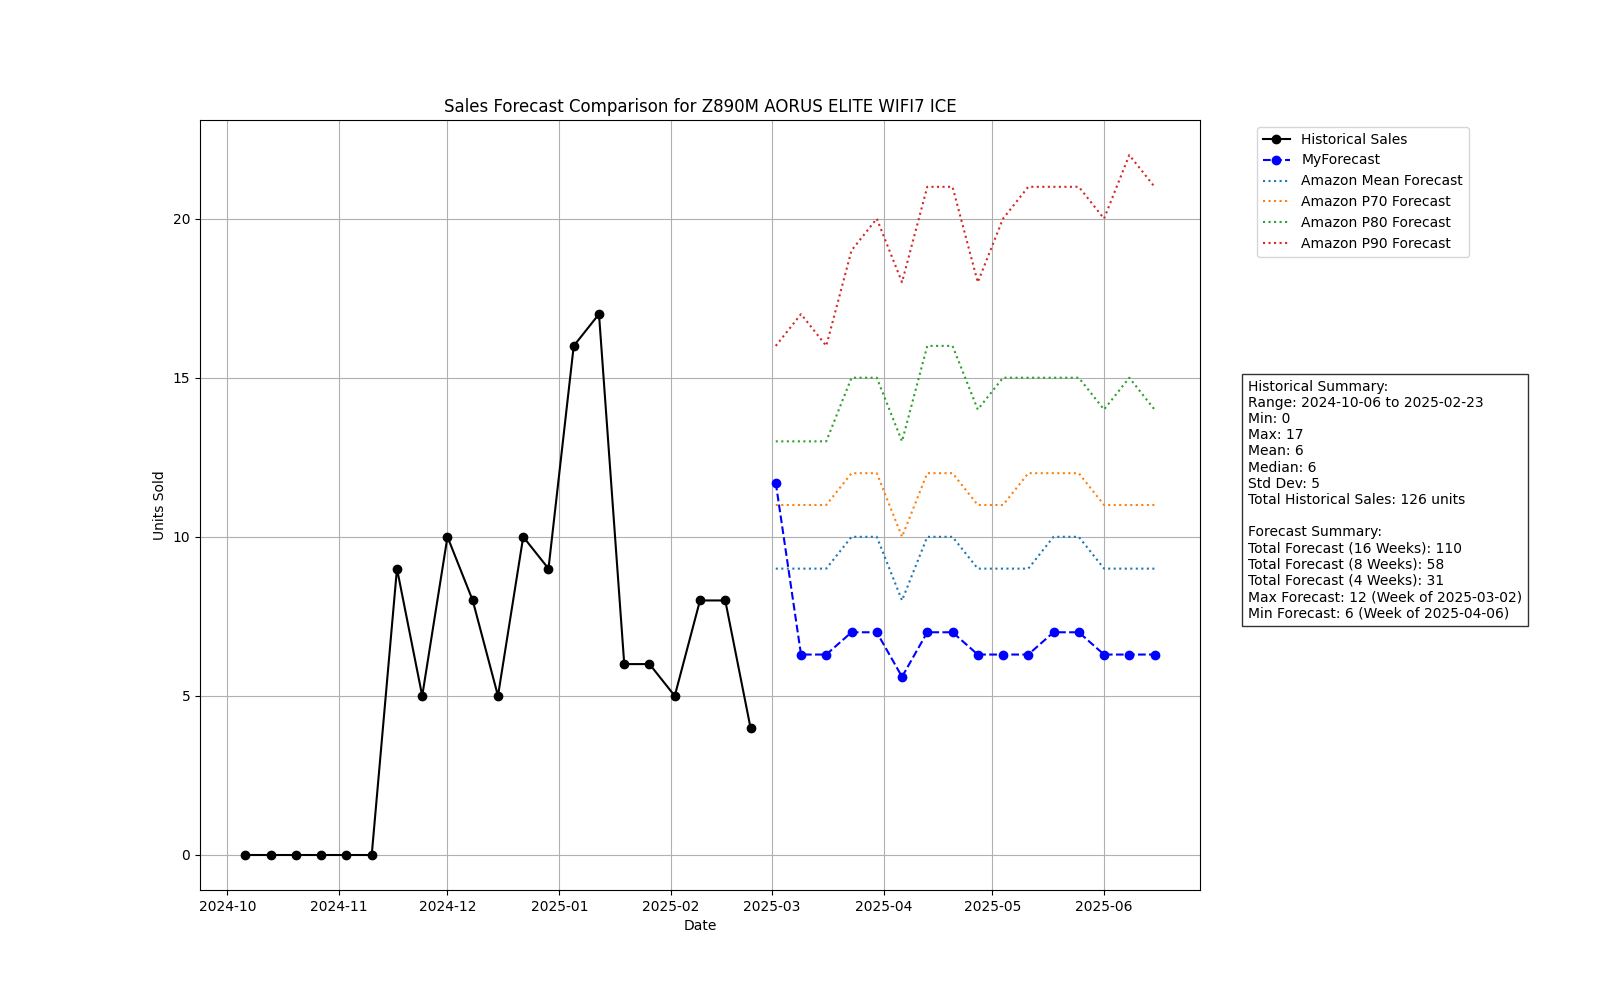 Sales Forecast Comparison for Z890M AORUS ELITE WIFI7 ICE
Units Sold
20
15
10
5
0
2024-10
2024-11
2024-12
2025-01
2025-02
2025-03
2025-04
2025-05
2025-06
Date
Historical Sales
MyForecast
Amazon Mean Forecast
Amazon P70 Forecast
Amazon P80 Forecast
Amazon P90 Forecast
Historical Summary:
Range: 2024-10-06 to 2025-02-23
Min: 0
Max: 17
Mean: 6
Median: 6
Std Dev: 5
Total Historical Sales: 126 units
Forecast Summary:
Total Forecast (16 Weeks): 110
Total Forecast (8 Weeks): 58
Total Forecast (4 Weeks): 31
Max Forecast: 12 (Week of 2025-03-02)
Min Forecast: 6 (Week of 2025-04-06)